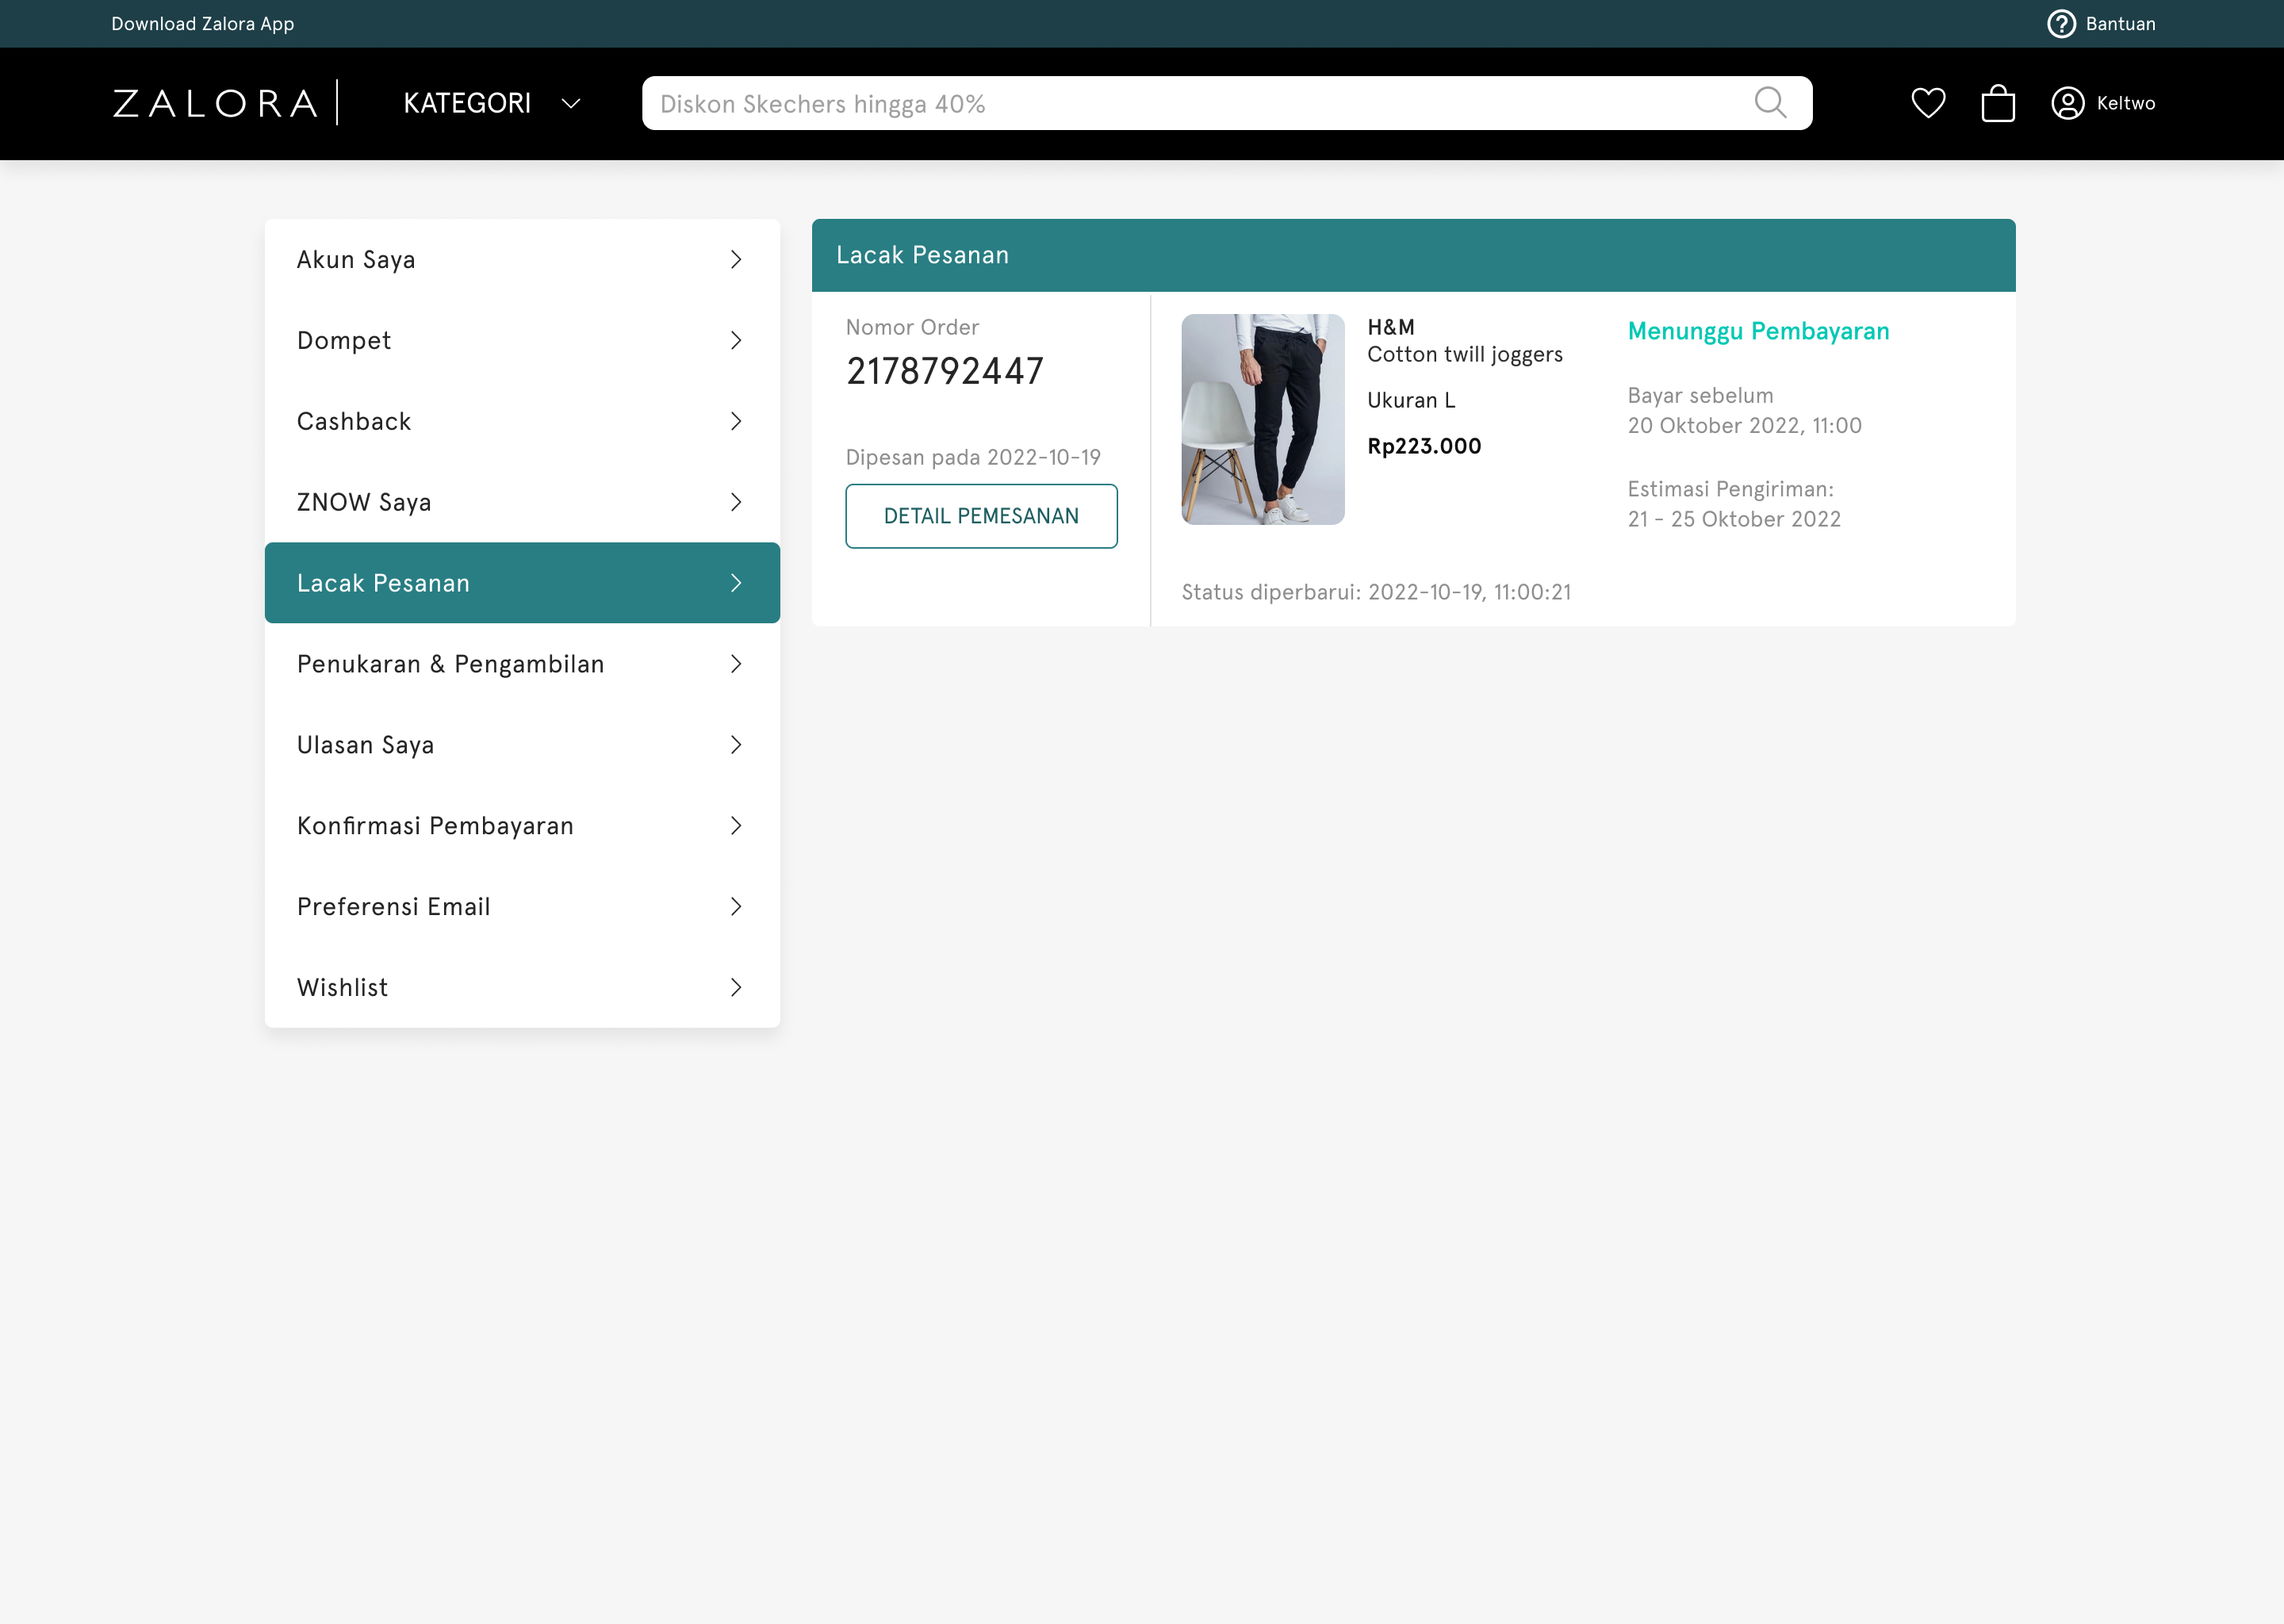 Download Zalora App
Bantuan
ZALORA
KATEGORI
Diskon Skechers hingga 40%
Keltwo
Akun Saya
Dompet
Cashback
ZNOW Saya
Lacak Pesanan
Penukaran & Pengambilan
Ulasan Saya
Konfirmasi Pembayaran
Preferensi Email
Wishlist
Lacak Pesanan
Nomor Order
2178792447
Dipesan pada 2022-10-19
DETAIL PEMESANAN
H&M
Cotton twill joggers
Ukuran L
Rp223.000
Menunggu Pembayaran
Bayar sebelum
20 Oktober 2022, 11:00
Estimasi Pengiriman:
21 - 25 Oktober 2022
Status diperbarui: 2022-10-19, 11:00:21